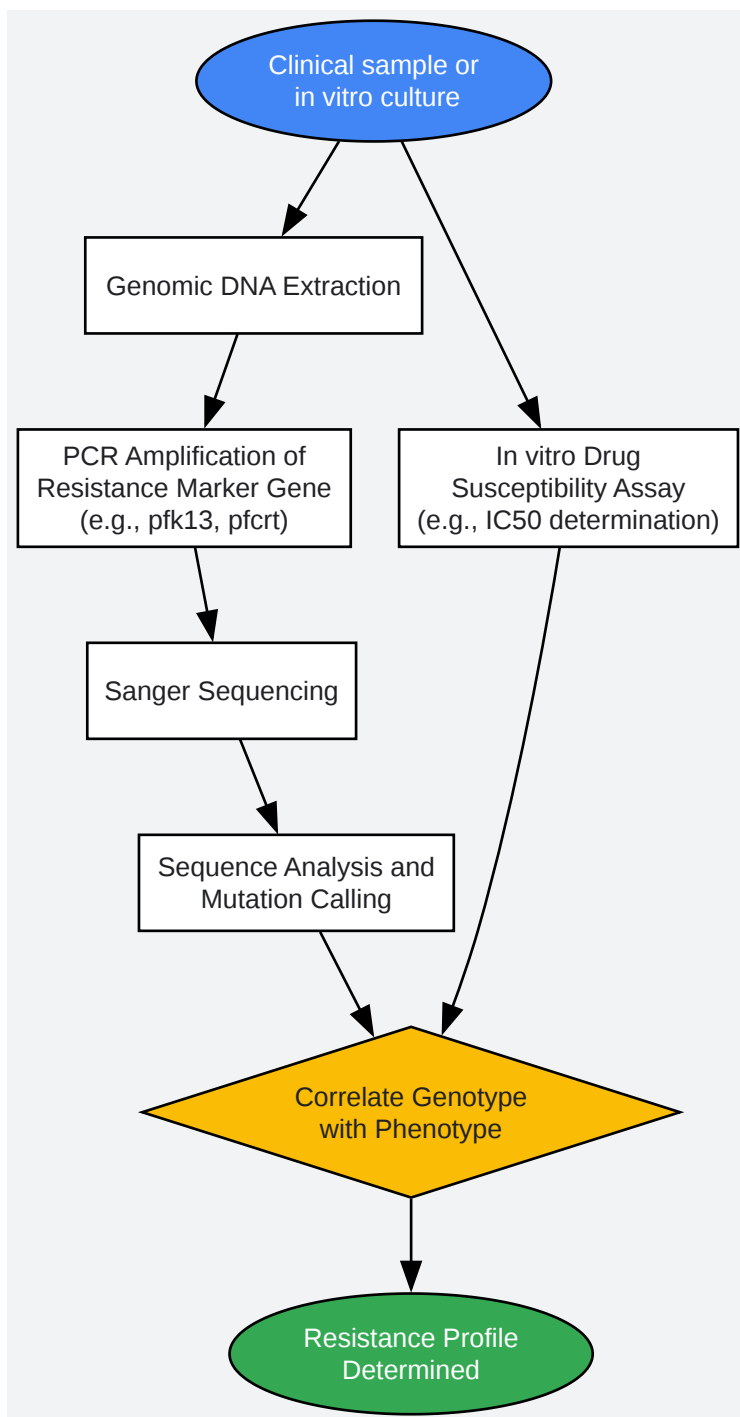 Clinical sample or
in vitro culture
Genomic DNA Extraction
PCR Amplification of
Resistance Marker Gene
(e.g., pfk13, pfcrt)
In vitro Drug
Susceptibility Assay
(e.g., IC50 determination)
Sanger Sequencing
Sequence Analysis and
Mutation Calling
Correlate Genotype
with Phenotype
Resistance Profile
Determined